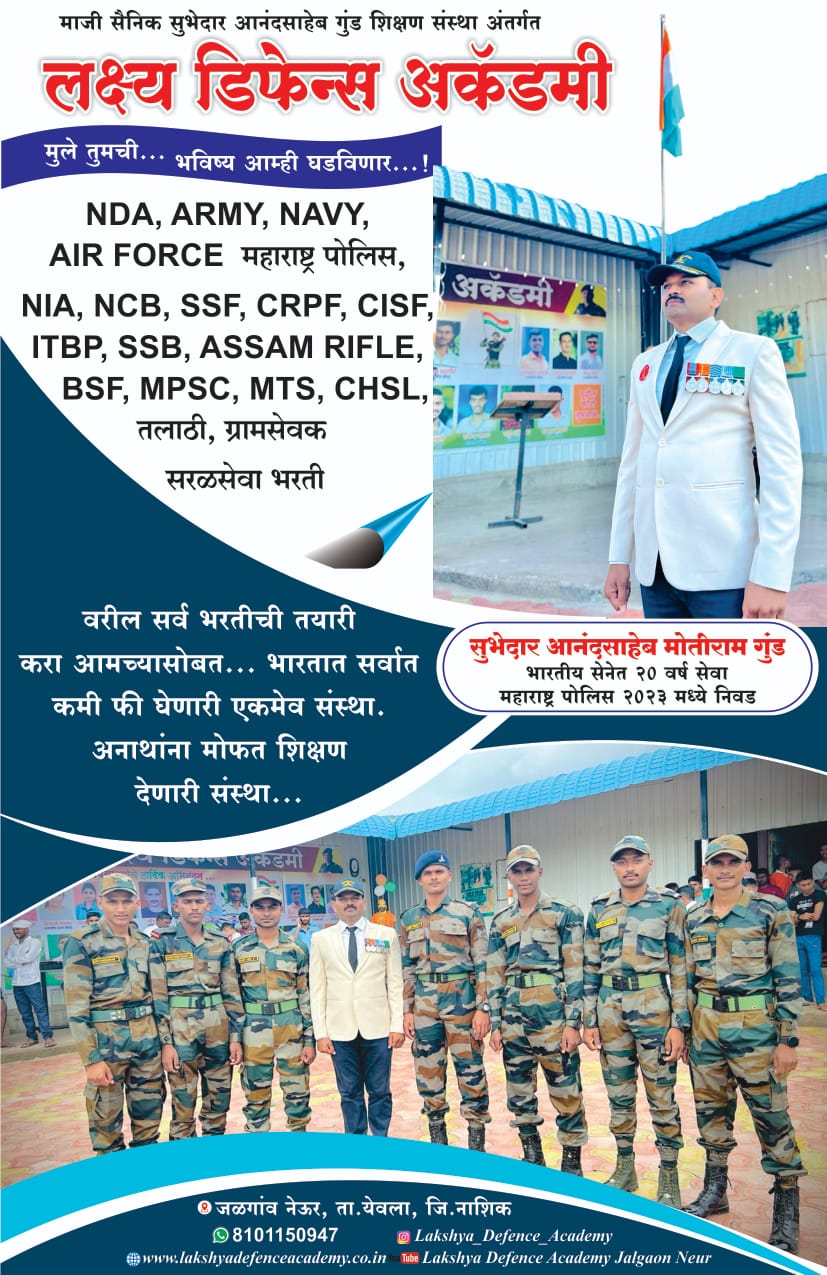 माजी सैनिक सुभेदार आनंदसाहेब गुंड शिक्षण संस्था अंतर्गत
लक्ष्य डिफेन्स अकॅडमी
मुले तुमची... भविष्य आम्ही घडविणार...!
NDA, ARMY, NAVY,
AIR FORCE महाराष्ट्र पोलिस,
NIA, NCB, SSF, CRPF, CISF,
ITBP, SSB, ASSAM RIFLE,
BSF, MPSC, MTS, CHSL,
तलाठी, ग्रामसेवक
सरळसेवा भरती
अकॅडमी
वरील सर्व भरतीची तयारी
करा आमच्यासोबत... भारतात सर्वात
कमी फी घेणारी एकमेव संस्था.
अनाथांना मोफत शिक्षण
देणारी संस्था...
सुभेदार आनंदसाहेब मोतीराम गुंड
भारतीय सेनेत २० वर्ष सेवा
महाराष्ट्र पोलिस २०२३ मध्ये निवड
डिफेन्स अकॅडमी
जळगांव नेऊर, ता.येवला, जि.नाशिक
8101150947 Lakshya_Defence_Academy
www.lakshyadefenceacademy.co.in YouTube Lakshya Defence Academy Jalgaon Neur